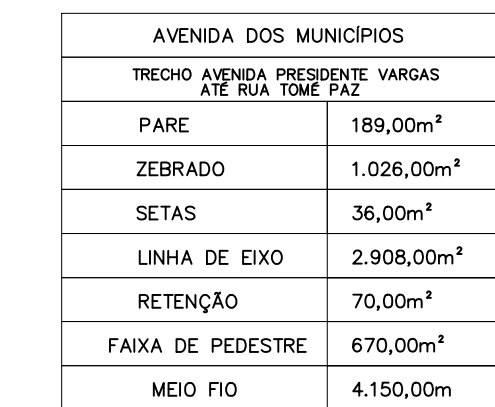 AVENIDA DOS MUNICÍPIOS
TRECHO AVENIDA PRESIDENTE VARGAS
ATÉ RUA TOMÉ PAZ
PARE 189,00m²
ZEBRADO 1.026,00m²
SETAS 36,00m²
LINHA DE EIXO 2.908,00m²
RETENÇÃO 70,00m²
FAIXA DE PEDESTRE 670,00m²
MEIO FIO 4.150,00m